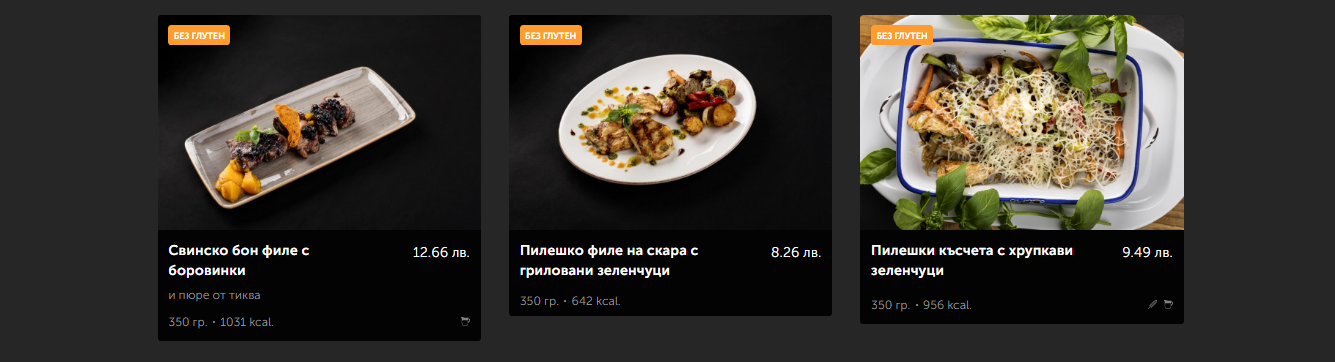 БЕЗ ГЛУТЕН
Свинско бон филе с
боровинки
12.66 лв.
и пюре от тиква
350 гр. • 1031 kcal.
БЕЗ ГЛУТЕН
Пилешко филе на скара с
гриловани зеленчуци
8.26 лв.
350 гр. • 642 kcal.
БЕЗ ГЛУТЕН
Пилешки късчета с хрупкави
зеленчуци
9.49 лв.
350 гр. • 956 kcal.